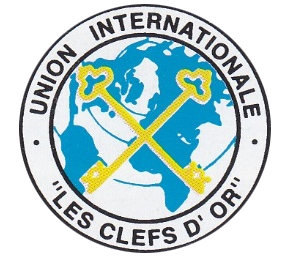 · UNION INTERNATIONALE ·
"LES CLEFS D' OR"